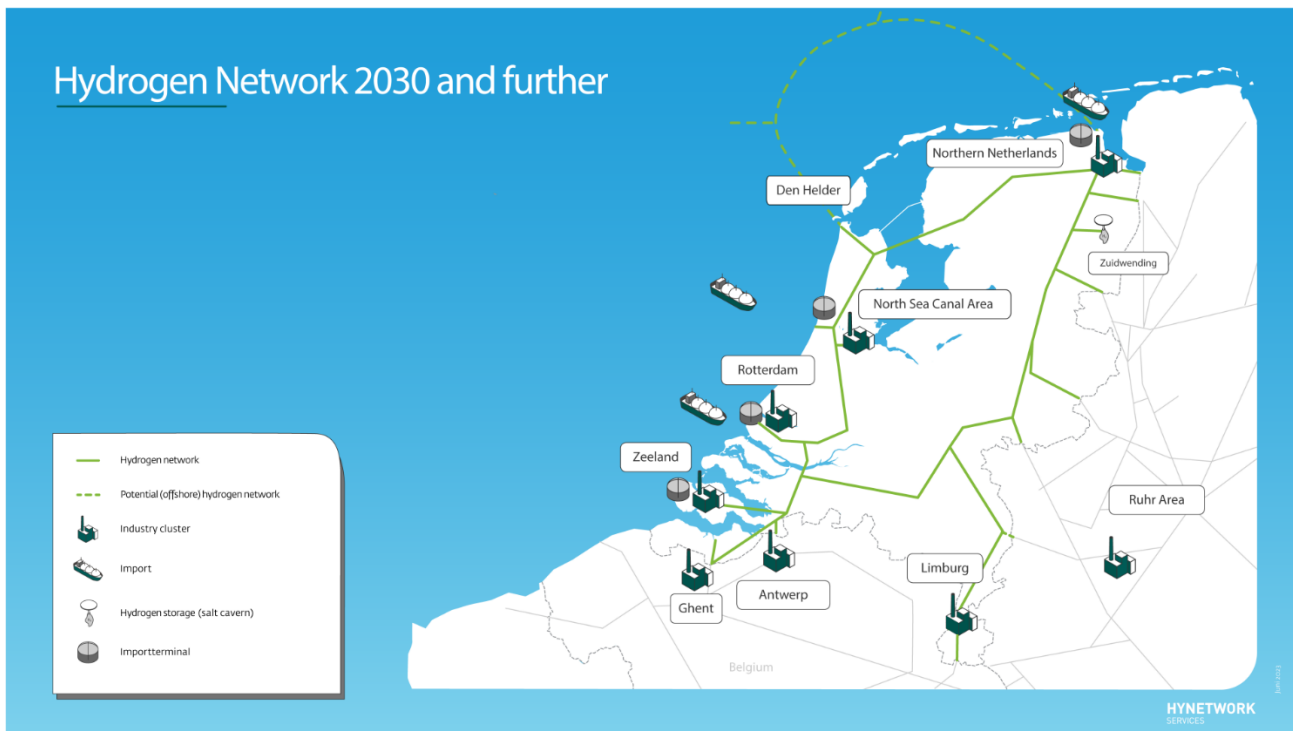 Hydrogen Network 2030 and further
Northern Netherlands
Den Helder
Zuidwending
North Sea Canal Area
Rotterdam
Zeeland
Ruhr Area
Limburg
Antwerp
Ghent
Belgium
Hydrogen network
Potential (offshore) hydrogen network
Industry cluster
Import
Hydrogen storage (salt cavern)
Importterminal
juni 2023
HYNETWORK
SERVICES